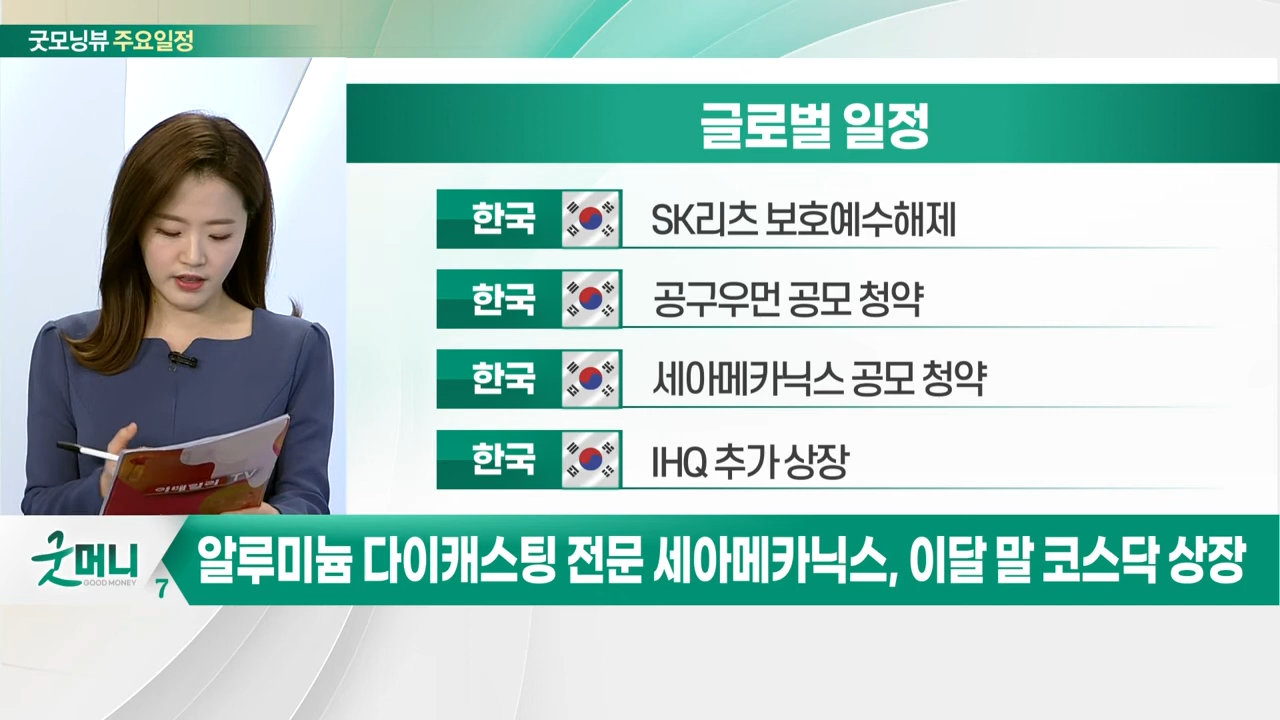 굿모닝뷰 주요일정
글로벌 일정
한국 SK리츠 보호예수해제
한국 공구우먼 공모 청약
한국 세아메카닉스 공모 청약
한국 IHQ 추가 상장
굿머니
GOOD MONEY
7
알루미늄 다이캐스팅 전문 세아메카닉스, 이달 말 코스닥 상장